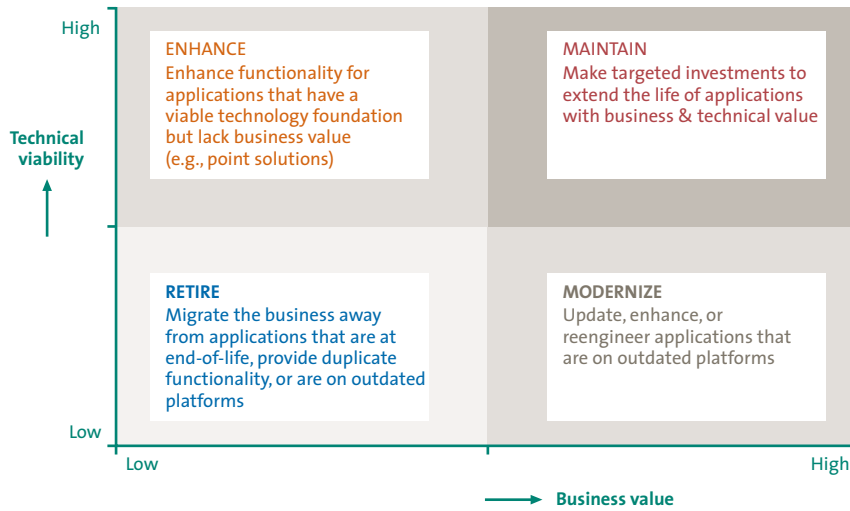 High
Technical
viability
ENHANCE
Enhance functionality for
applications that have a
viable technology foundation
but lack business value
(e.g., point solutions)
MAINTAIN
Make targeted investments to
extend the life of applications
with business & technical value
RETIRE
Migrate the business away
from applications that are at
end-of-life, provide duplicate
functionality, or are on outdated
platforms
MODERNIZE
Update, enhance, or
reengineer applications that
are on outdated platforms
Low
Low
High
Business value